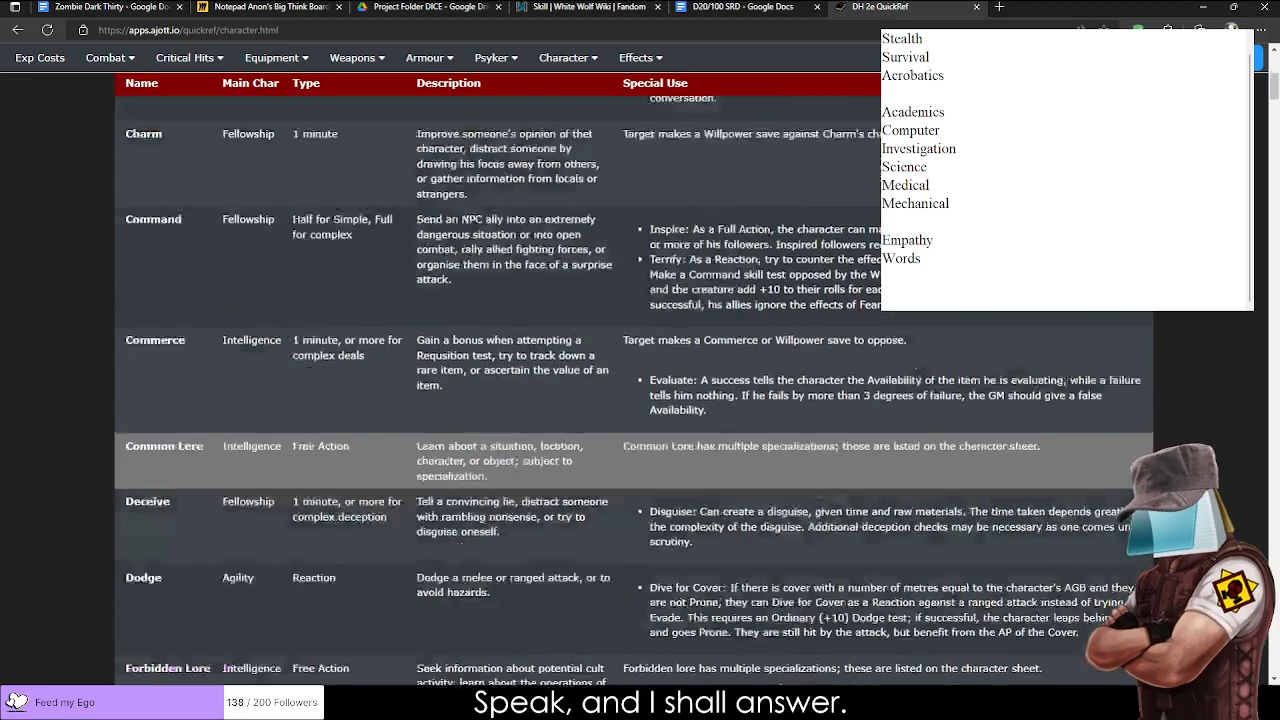 Zombie Dark Thirty - Google Do
Notepad Anon's Big Think Board
Project Folder DICE - Google Dri
Skill | White Wolf Wiki | Fandom
D20/100 SRD - Google Docs
DH 2e QuickRef
https://apps.ajott.io/quickref/character.html
Exp Costs Combat Critical Hits Equipment Character Weapons Armour Psyker Effects
Name Main Char Type Description Special Use
conversation.
Charm Fellowship 1 minute Improve someone's opinion of thet Target makes a Willpower save against Charm's cha
character, distract someone by
drawing his focus away from others,
or gather information from locals or
strangers.
Command Fellowship Half for Simple, Full Send an NPC ally into an extremely
for complex dangerous situation or into open
combat, rally allied fighting forces, or
organise them in the face of a surprise
attack.
Inspire: As a Full Action, the character can ma
or more of his followers. Inspired followers re
Terrify: As a Reaction, try to counter the effec
Make a Command skill test opposed by the W
and the creature add +10 to their rolls for eac
successful, his allies ignore the effects of Fear
Commerce Intelligence 1 minute, or more for Gain a bonus when attempting a Target makes a Commerce or Willpower save to oppose.
complex deals Requsition test, try to track down a
rare item, or ascertain the value of an
item.
Evaluate: A success tells the character the Availability of the item he is evaluating, while a failure
tells him nothing. If he fails by more than 3 degrees of failure, the GM should give a false
Availability.
Common Lore Intelligence Free Action Learn about a situation, location, Common Lore has multiple specializations; these are listed on the character sheet.
character, or object; subject to
specialization.
Deceive Fellowship 1 minute, or more for Tell a convincing lie, distract someone
complex deception with rambling nonsense, or try to
disguise oneself.
Disguise: Can create a disguise, given time and raw materials. The time taken depends great
the complexity of the disguise. Additional deception checks may be necessary as one comes un
scrutiny.
Dodge Agility Reaction Dodge a melee or ranged attack, or to
avoid hazards.
Dive for Cover: If there is cover with a number of metres equal to the character's AGB and they
are not Prone, they can Dive for Cover as a Reaction against a ranged attack instead of trying
Evade. This requires an Ordinary (+10) Dodge test; if successful, the character leaps behin
and goes Prone. They are still hit by the attack, but benefit from the AP of the Cover.
Forbidden Lore Intelligence Free Action Seek information about potential cult Forbidden lore has multiple specializations; these are listed on the character sheet.
activity; learn about the operations of
Stealth
Survival
Acrobatics
Academics
Computer
Investigation
Science
Medical
Mechanical
Empathy
Words
Feed my Ego
138 / 200 Followers
Speak, and I shall answer.